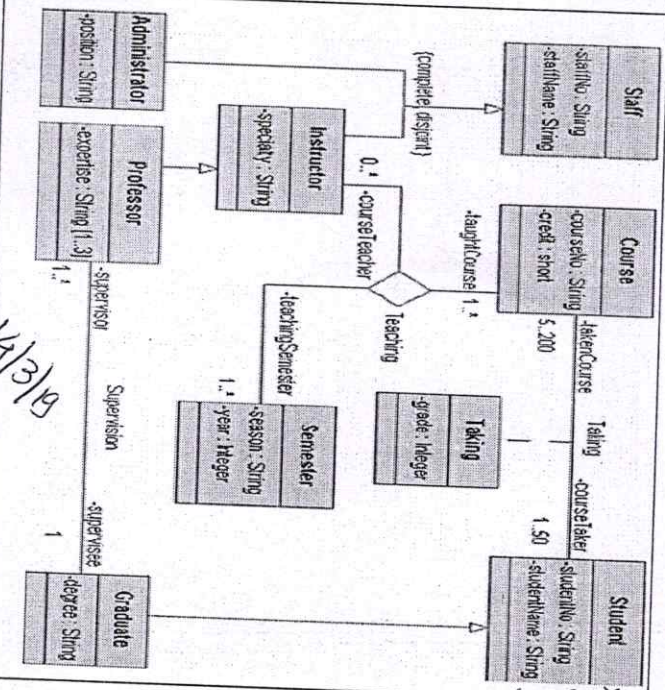 Staff
-staffNo : String
-staffName : String
{complete, disjoint}
Administrator
-position : String
Instructor
-specialty : String
0..*
-courseTeacher
Professor
-expertise : String [1..3]
1..*
-supervisor
Supervision
-supervisee
1
Graduate
-degree : String
Course
-courseNo : String
-credit : short
-taughtCourse
1..*
Teaching
-teachingSemester
1..*
Semester
-season : String
-year : Integer
5..200
-takenCourse
Taking
-courseTaker
1..50
Taking
-grade : Integer
Student
-studentNo : String
-studentName : String
/3/19